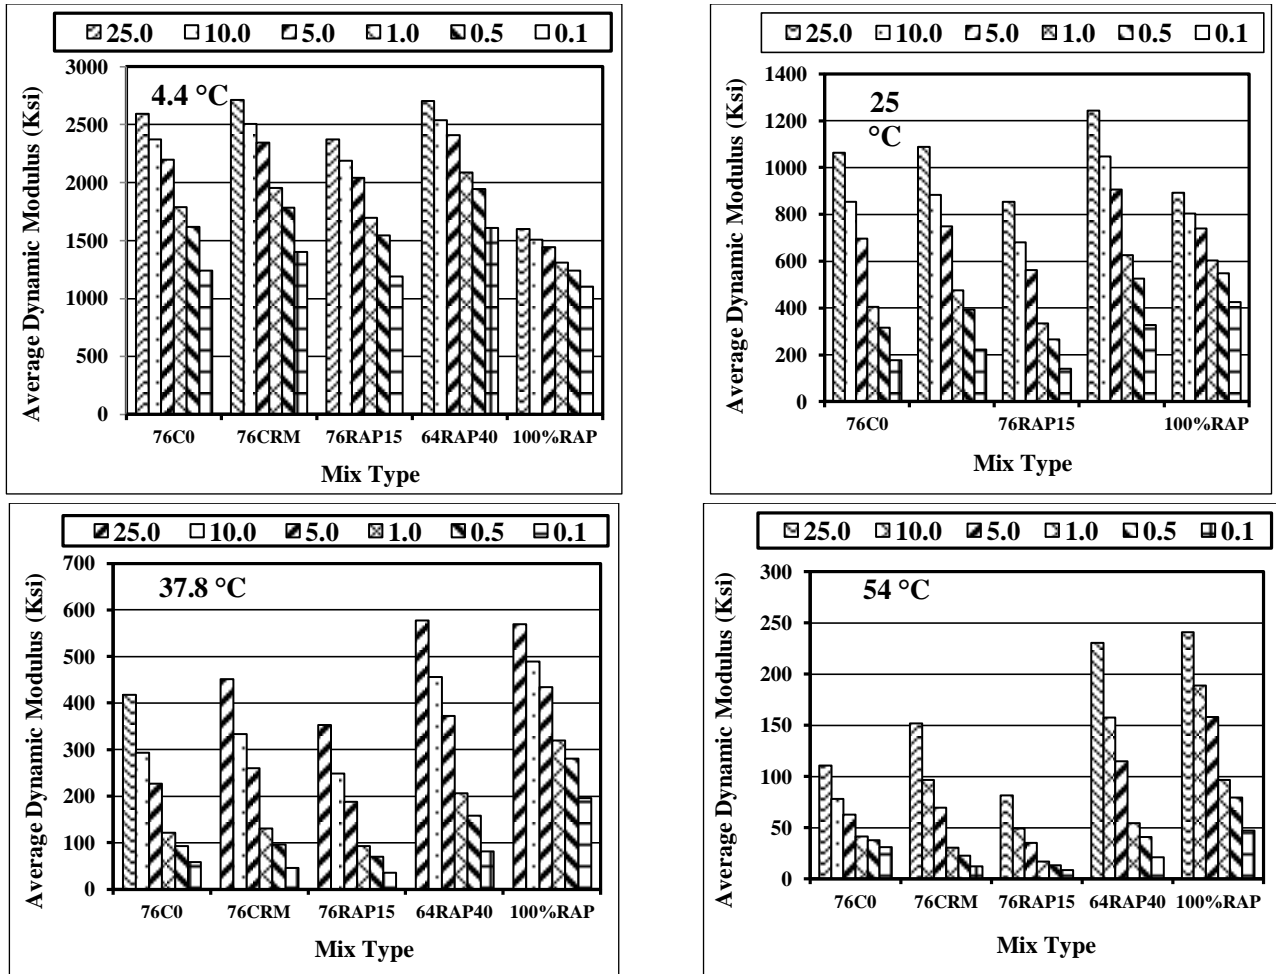 25.0 10.0 5.0 1.0 0.5 0.1
Average Dynamic Modulus (Ksi)
3000
2500
2000
1500
1000
500
0
4.4 °C
76C0 76CRM 76RAP15 64RAP40 100%RAP
Mix Type
25.0 10.0 5.0 1.0 0.5 0.1
Average Dynamic Modulus (Ksi)
1400
1200
1000
800
600
400
200
0
25
°C
76C0 76RAP15 100%RAP
Mix Type
25.0 10.0 5.0 1.0 0.5 0.1
Average Dynamic Modulus (Ksi)
700
600
500
400
300
200
100
0
37.8 °C
76C0 76CRM 76RAP15 64RAP40 100%RAP
Mix Type
25.0 10.0 5.0 1.0 0.5 0.1
Average Dynamic Modulus (Ksi)
300
250
200
150
100
50
0
54 °C
76C0 76CRM 76RAP15 64RAP40 100%RAP
Mix Type